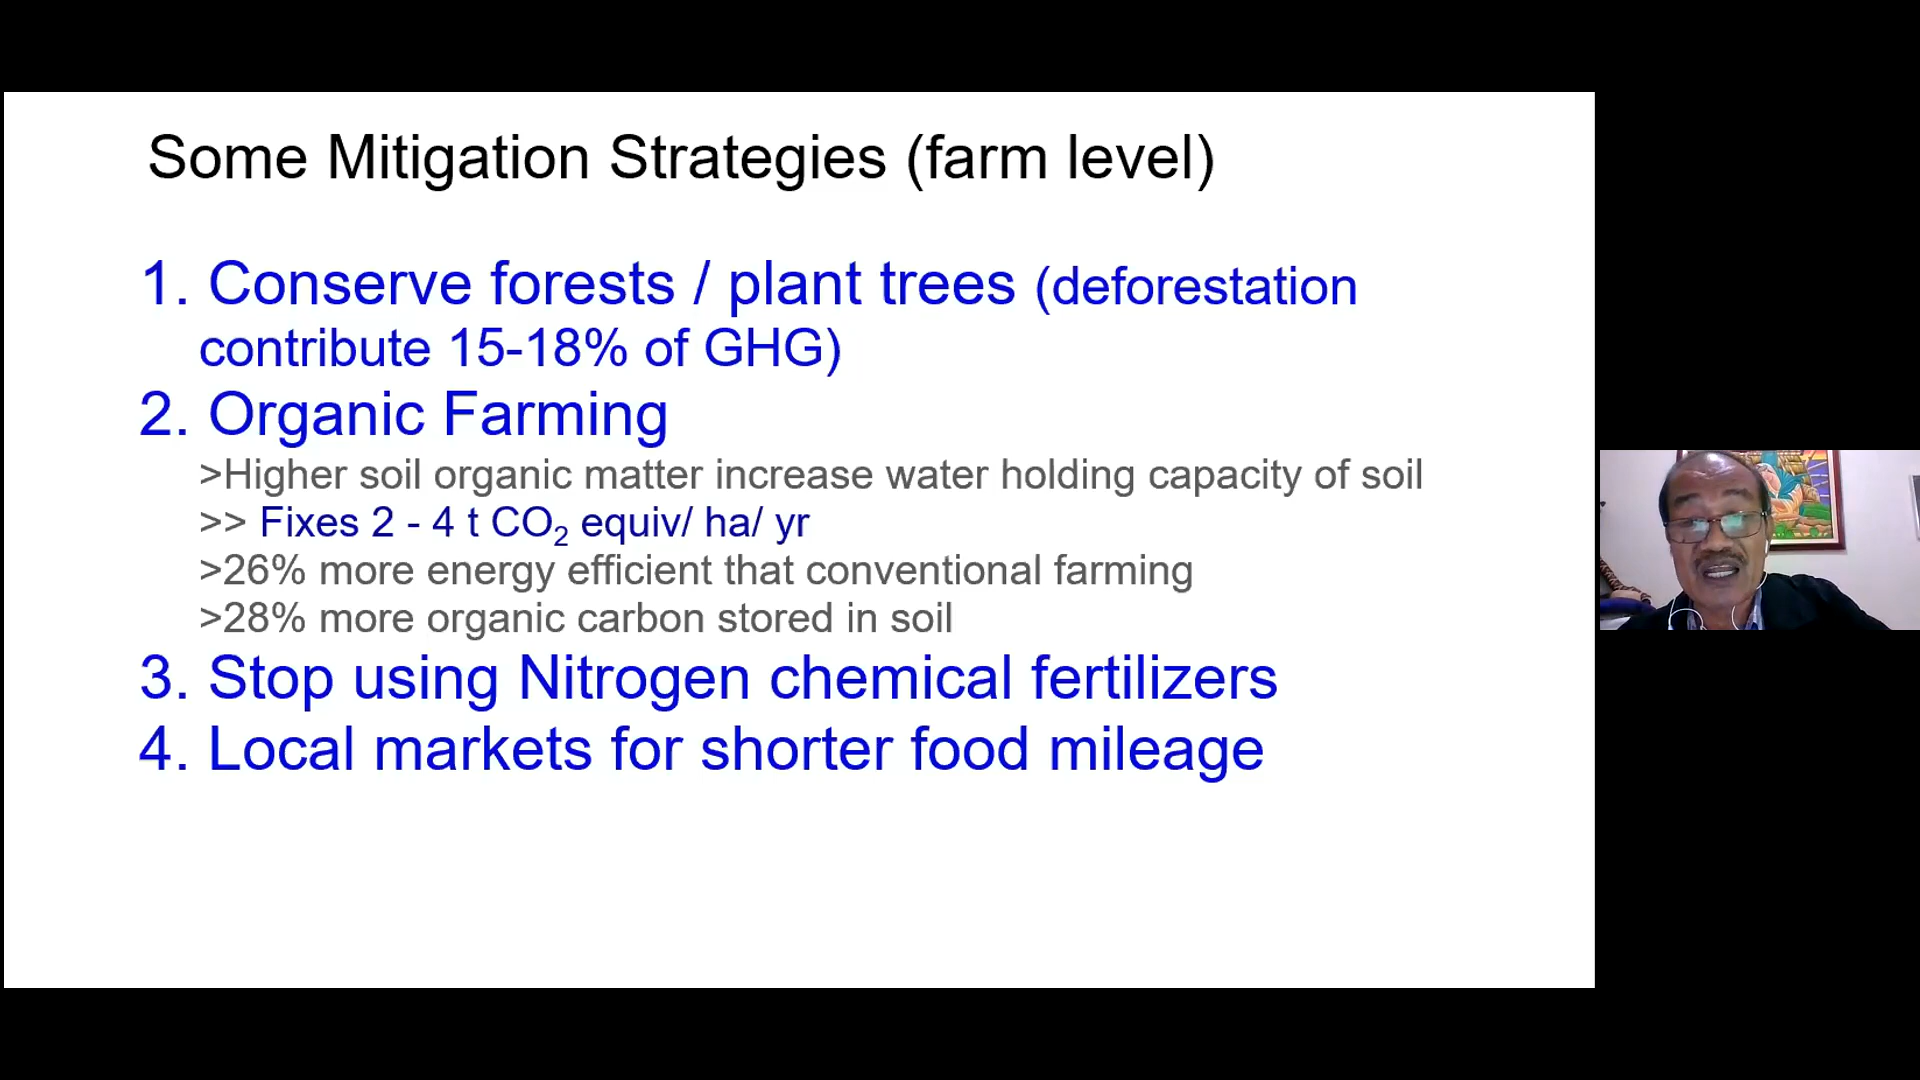 Some Mitigation Strategies (farm level)
1. Conserve forests / plant trees (deforestation
contribute 15-18% of GHG)
2. Organic Farming
>Higher soil organic matter increase water holding capacity of soil
>> Fixes 2 - 4 t CO₂ equiv/ ha/ yr
>26% more energy efficient that conventional farming
>28% more organic carbon stored in soil
3. Stop using Nitrogen chemical fertilizers
4. Local markets for shorter food mileage